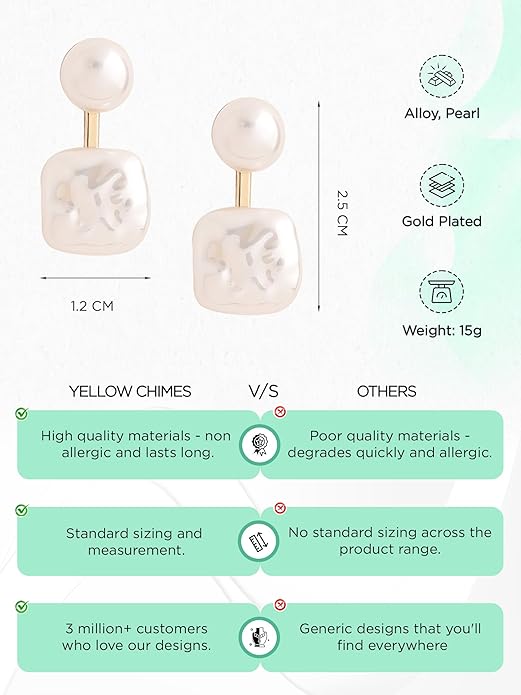 Alloy, Pearl
2.5 CM
Gold Plated
1.2 CM
Weight: 15g
YELLOW CHIMES
V/S
OTHERS
High quality materials - non
allergic and lasts long.
Poor quality materials -
degrades quickly and allergic.
Standard sizing and
measurement.
No standard sizing across the
product range.
3 million+ customers
who love our designs.
Generic designs that you'll
find everywhere